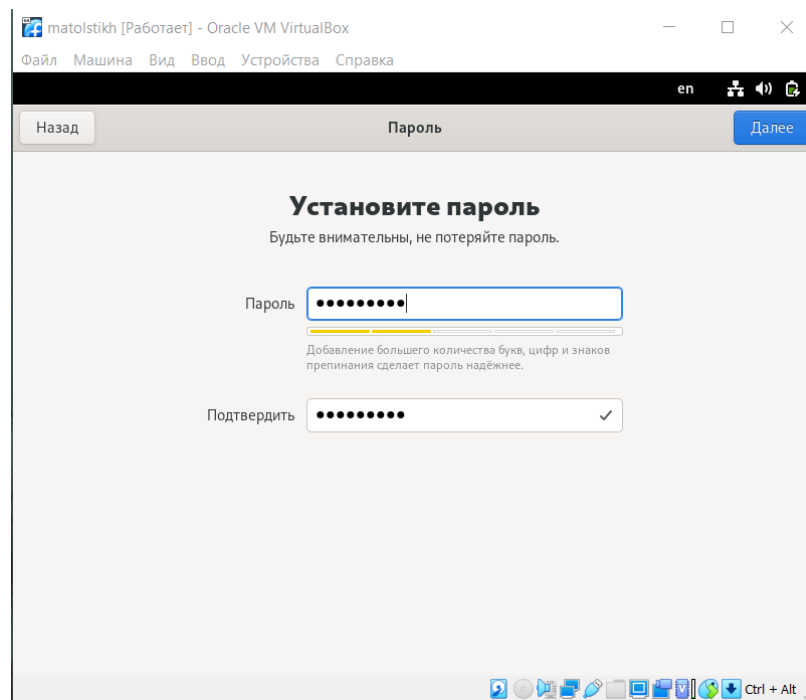 matolstikh [Работает] - Oracle VM VirtualBox
Файл Машина Вид Ввод Устройства Справка
en
Назад Пароль Далее
Установите пароль
Будьте внимательны, не потеряйте пароль.
Пароль •••••••••
Добавление большего количества букв, цифр и знаков
препинания сделает пароль надёжнее.
Подтвердить •••••••••
Ctrl + Alt